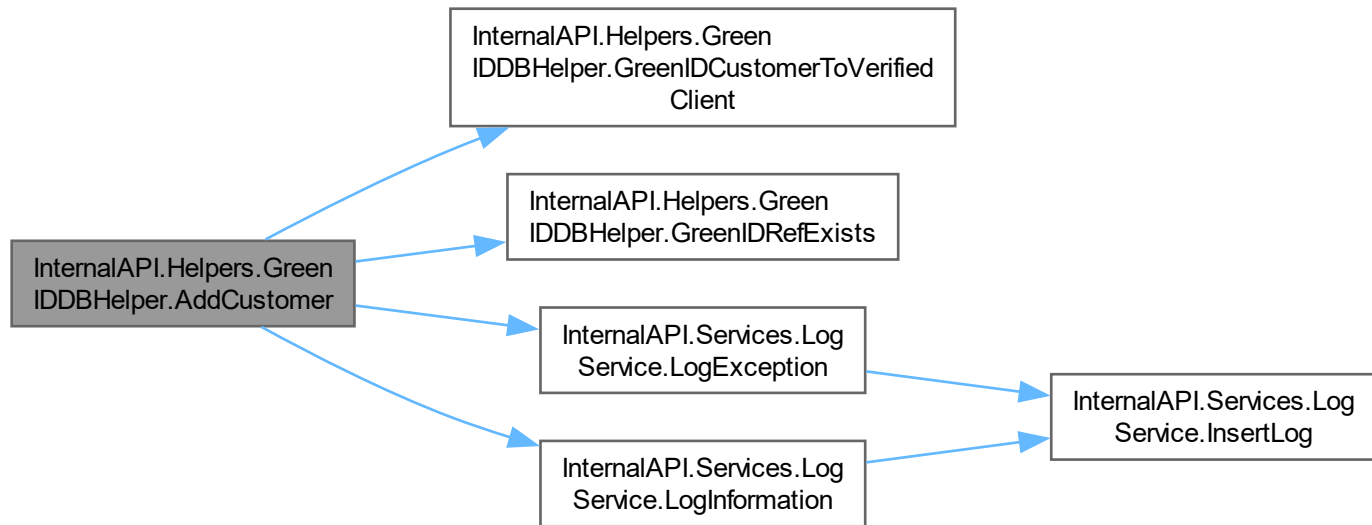 InternalAPI.Helpers.Green
IDDBHelper.GreenIDCustomerToVerified
Client
InternalAPI.Helpers.Green
IDDBHelper.GreenIDRefExists
InternalAPI.Helpers.Green
IDDBHelper.AddCustomer
InternalAPI.Services.Log
Service.LogException
InternalAPI.Services.Log
Service.InsertLog
InternalAPI.Services.Log
Service.LogInformation